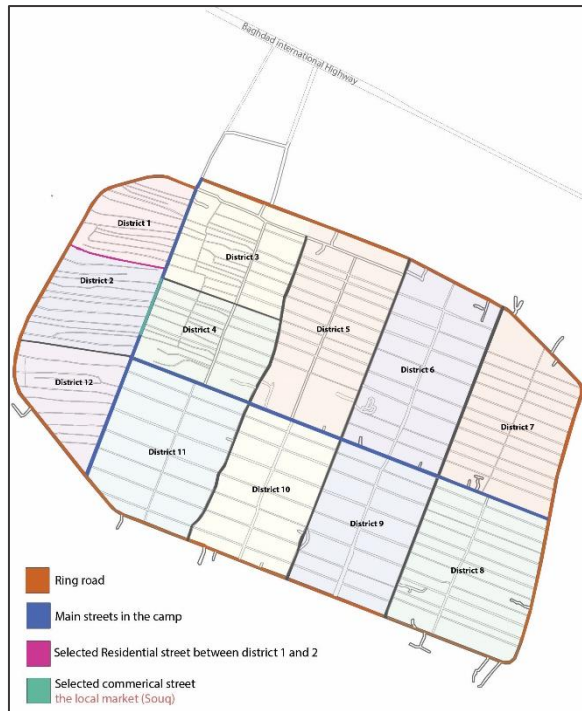 Baghdad international Highway
District 1
District 3
District 2
District 4
District 5
District 6
District 12
District 7
District 11
District 10
District 9
District 8
Ring road
Main streets in the camp
Selected Residential street between district 1 and 2
Selected commerical street
the local market (Souq)